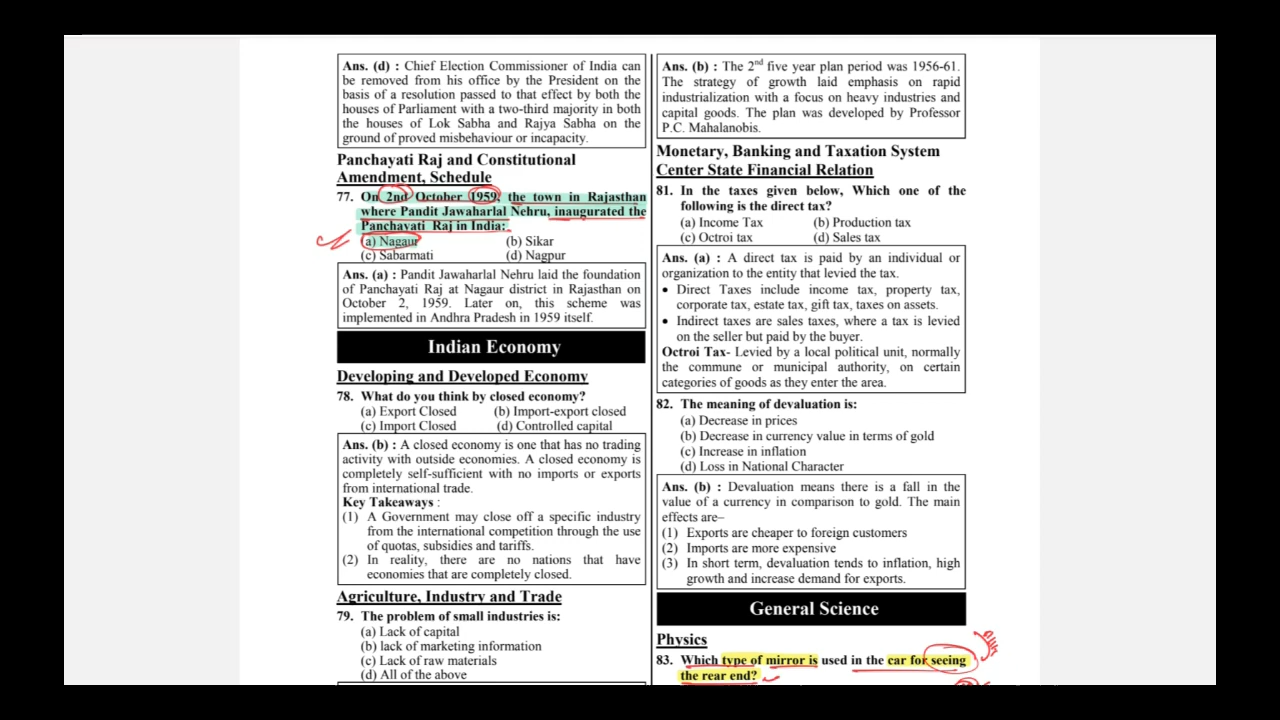 Ans. (d) : Chief Election Commissioner of India can
be removed from his office by the President on the
basis of a resolution passed to that effect by both the
houses of Parliament with a two-third majority in both
the houses of Lok Sabha and Rajya Sabha on the
ground of proved misbehaviour or incapacity.
Panchayati Raj and Constitutional
Amendment, Schedule
77. On 2nd October 1959, the town in Rajasthan
where Pandit Jawaharlal Nehru, inaugurated the
Panchayati Raj in India:
(a) Nagaur (b) Sikar
(c) Sabarmati (d) Nagpur
Ans. (a) : Pandit Jawaharlal Nehru laid the foundation
of Panchayati Raj at Nagaur district in Rajasthan on
October 2, 1959. Later on, this scheme was
implemented in Andhra Pradesh in 1959 itself.
Indian Economy
Developing and Developed Economy
78. What do you think by closed economy?
(a) Export Closed (b) Import-export closed
(c) Import Closed (d) Controlled capital
Ans. (b) : A closed economy is one that has no trading
activity with outside economies. A closed economy is
completely self-sufficient with no imports or exports
from international trade.
Key Takeaways :
(1) A Government may close off a specific industry
from the international competition through the use
of quotas, subsidies and tariffs.
(2) In reality, there are no nations that have
economies that are completely closed.
Agriculture, Industry and Trade
79. The problem of small industries is:
(a) Lack of capital
(b) lack of marketing information
(c) Lack of raw materials
(d) All of the above
Ans. (b) : The 2nd five year plan period was 1956-61.
The strategy of growth laid emphasis on rapid
industrialization with a focus on heavy industries and
capital goods. The plan was developed by Professor
P.C. Mahalanobis.
Monetary, Banking and Taxation System
Center State Financial Relation
81. In the taxes given below, Which one of the
following is the direct tax?
(a) Income Tax (b) Production tax
(c) Octroi tax (d) Sales tax
Ans. (a) : A direct tax is paid by an individual or
organization to the entity that levied the tax.
• Direct Taxes include income tax, property tax,
corporate tax, estate tax, gift tax, taxes on assets.
• Indirect taxes are sales taxes, where a tax is levied
on the seller but paid by the buyer.
Octroi Tax- Levied by a local political unit, normally
the commune or municipal authority, on certain
categories of goods as they enter the area.
82. The meaning of devaluation is:
(a) Decrease in prices
(b) Decrease in currency value in terms of gold
(c) Increase in inflation
(d) Loss in National Character
Ans. (b) : Devaluation means there is a fall in the
value of a currency in comparison to gold. The main
effects are–
(1) Exports are cheaper to foreign customers
(2) Imports are more expensive
(3) In short term, devaluation tends to inflation, high
growth and increase demand for exports.
General Science
Physics
83. Which type of mirror is used in the car for seeing
the rear end?